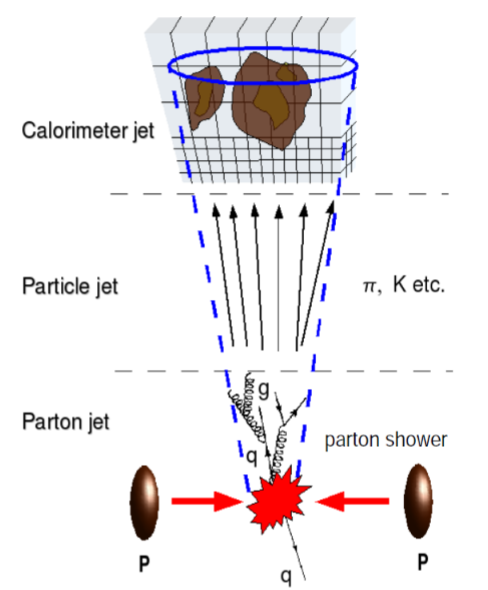 Calorimeter jet
Particle jet
π, K etc.
g
Parton jet
parton shower
q
P
P
q